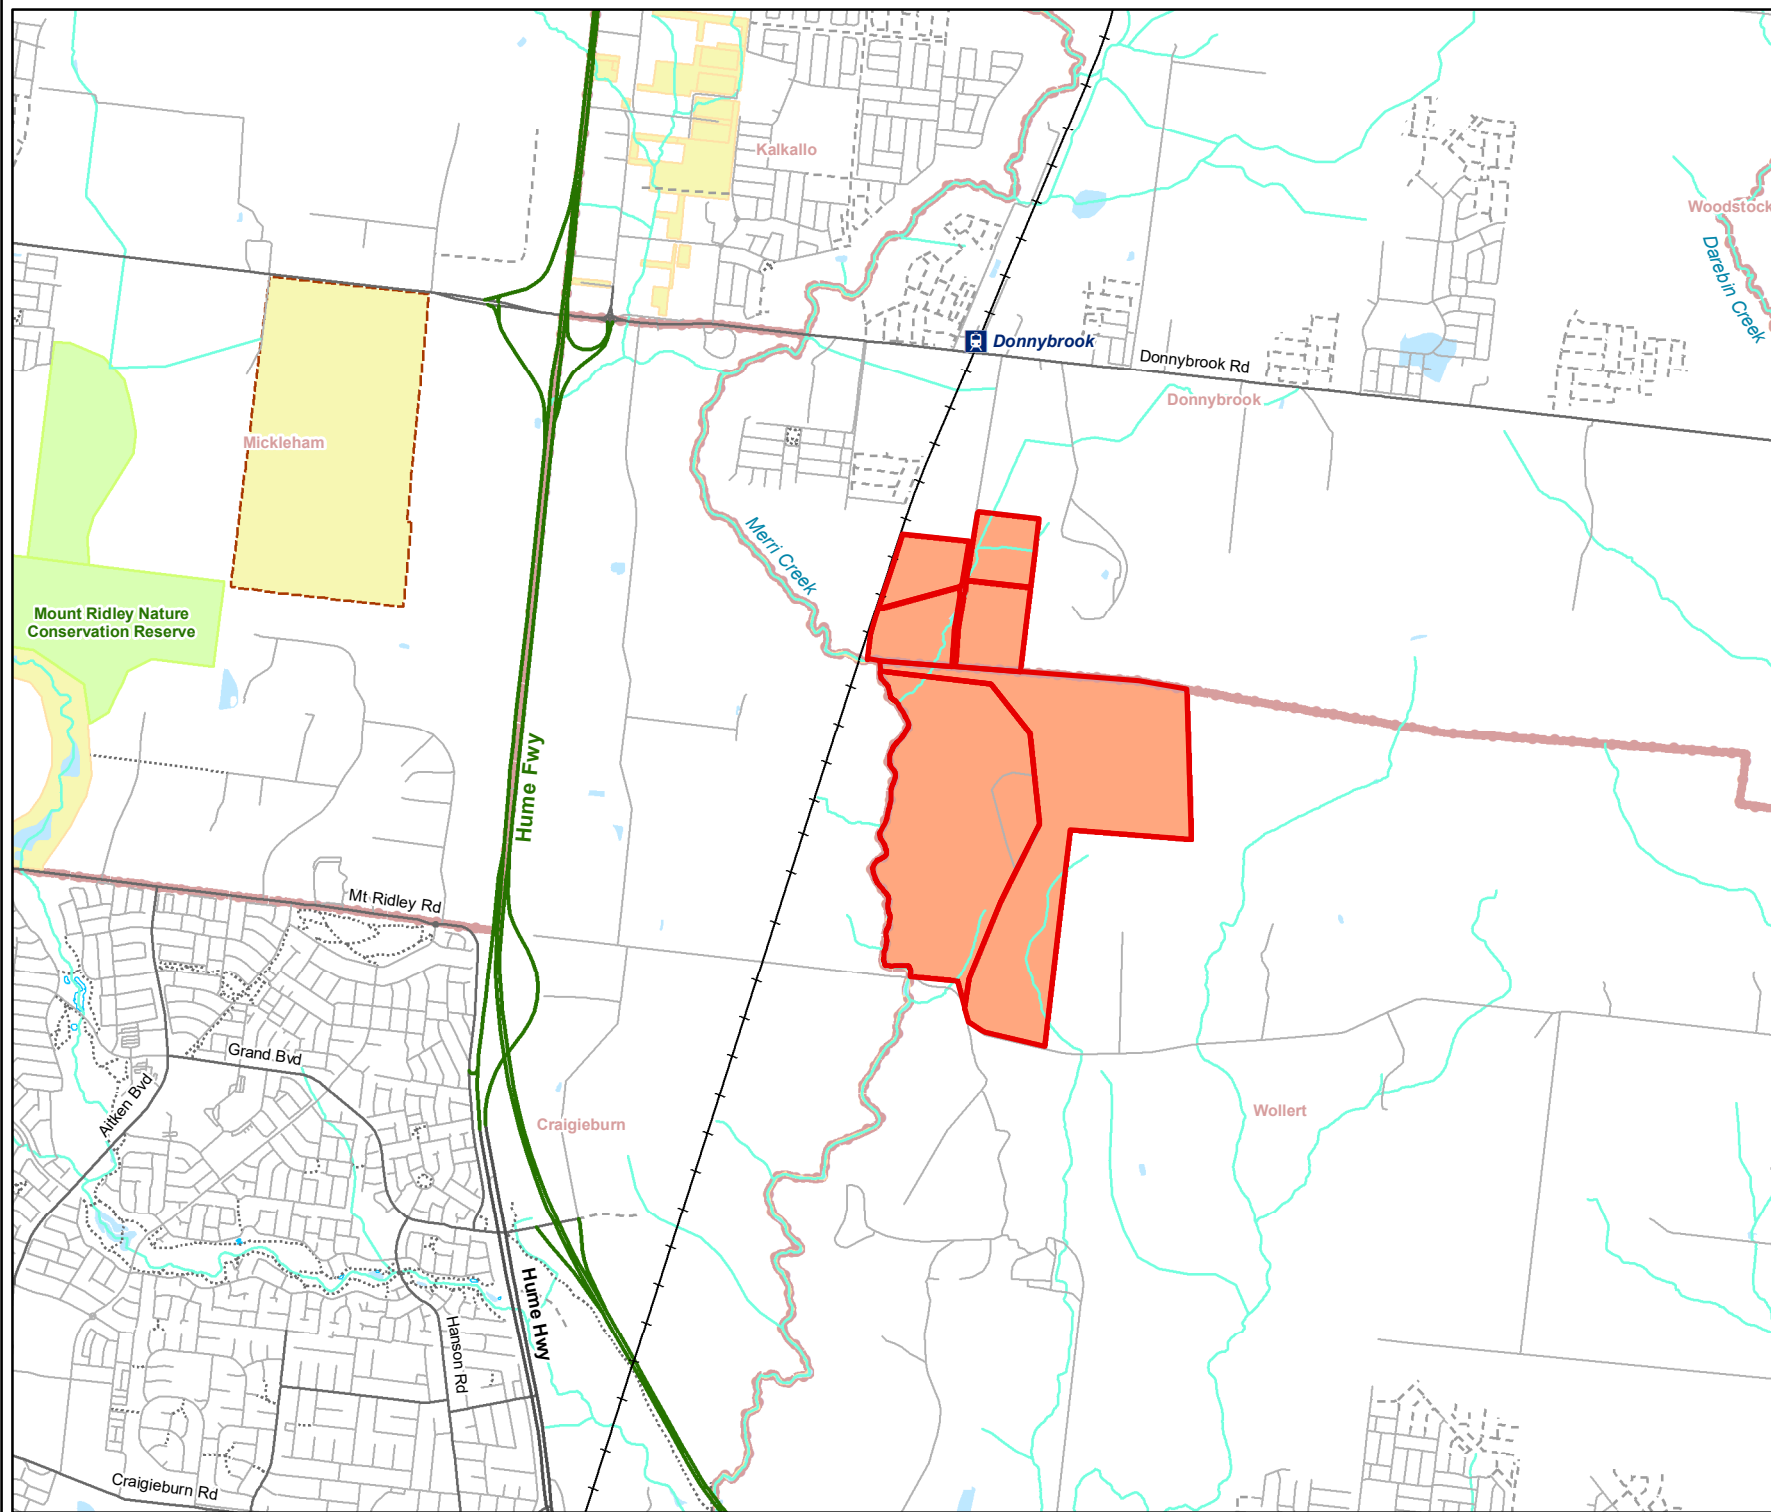 Kalkallo
Woodstock
Darebin Creek
Donnybrook
Donnybrook Rd
Donnybrook
Mickleham
Merri Creek
Mount Ridley Nature
Conservation Reserve
Hume Fwy
Mt Ridley Rd
Grand Bvd
Aitken Bvd
Craigieburn
Wollert
Hume Hwy
Hanson Rd
Craigieburn Rd